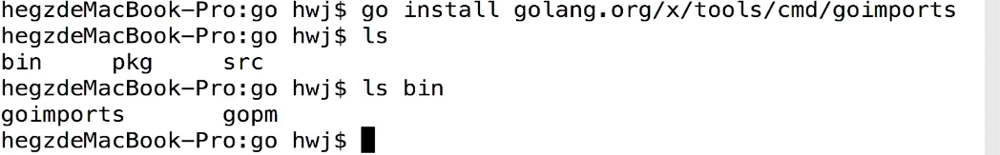 hegzdeMacBook-Pro:go hwj$ go install golang.org/x/tools/cmd/goimports
hegzdeMacBook-Pro:go hwj$ ls
bin pkg src
hegzdeMacBook-Pro:go hwj$ ls bin
goimports gopm
hegzdeMacBook-Pro:go hwj$